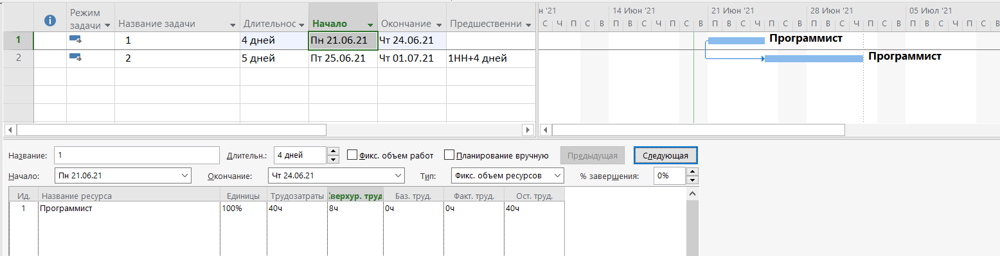 Режим задачи Название задачи Длительнос Начало Окончание Предшественни
1 1 4 дней Пн 21.06.21 Чт 24.06.21
2 2 5 дней Пт 25.06.21 Чт 01.07.21 1НН+4 дней
н '21 14 Июн '21 21 Июн '21 28 Июн '21 05 Июл '21
С Ч П С В П В С Ч П С В П В С Ч П С В П В С Ч П С В П В С Ч П С В
Программист
Программист
Название: 1 Длительн.: 4 дней Фикс. объем работ Планирование вручную Предыдущая Следующая
Начало: Пн 21.06.21 Окончание: Чт 24.06.21 Тип: Фикс. объем ресурсов % завершения: 0%
Ид. Название ресурса Единицы Трудозатраты Сверхур. труд Баз. труд. Факт. труд. Ост. труд.
1 Программист 100% 40ч 8ч 0ч 0ч 40ч